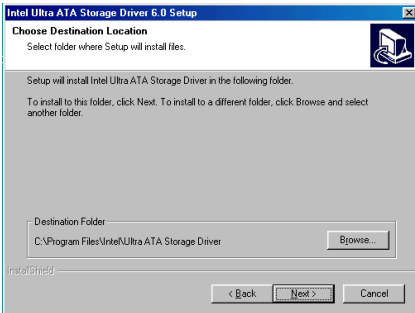 Intel Ultra ATA Storage Driver 6.0 Setup
Choose Destination Location
Select folder where Setup will install files.
Setup will install Intel Ultra ATA Storage Driver in the following folder.
To install to this folder, click Next. To install to a different folder, click Browse and select
another folder.
Destination Folder
C:\Program Files\Intel\Ultra ATA Storage Driver
Browse...
InstallShield
< Back
Next >
Cancel